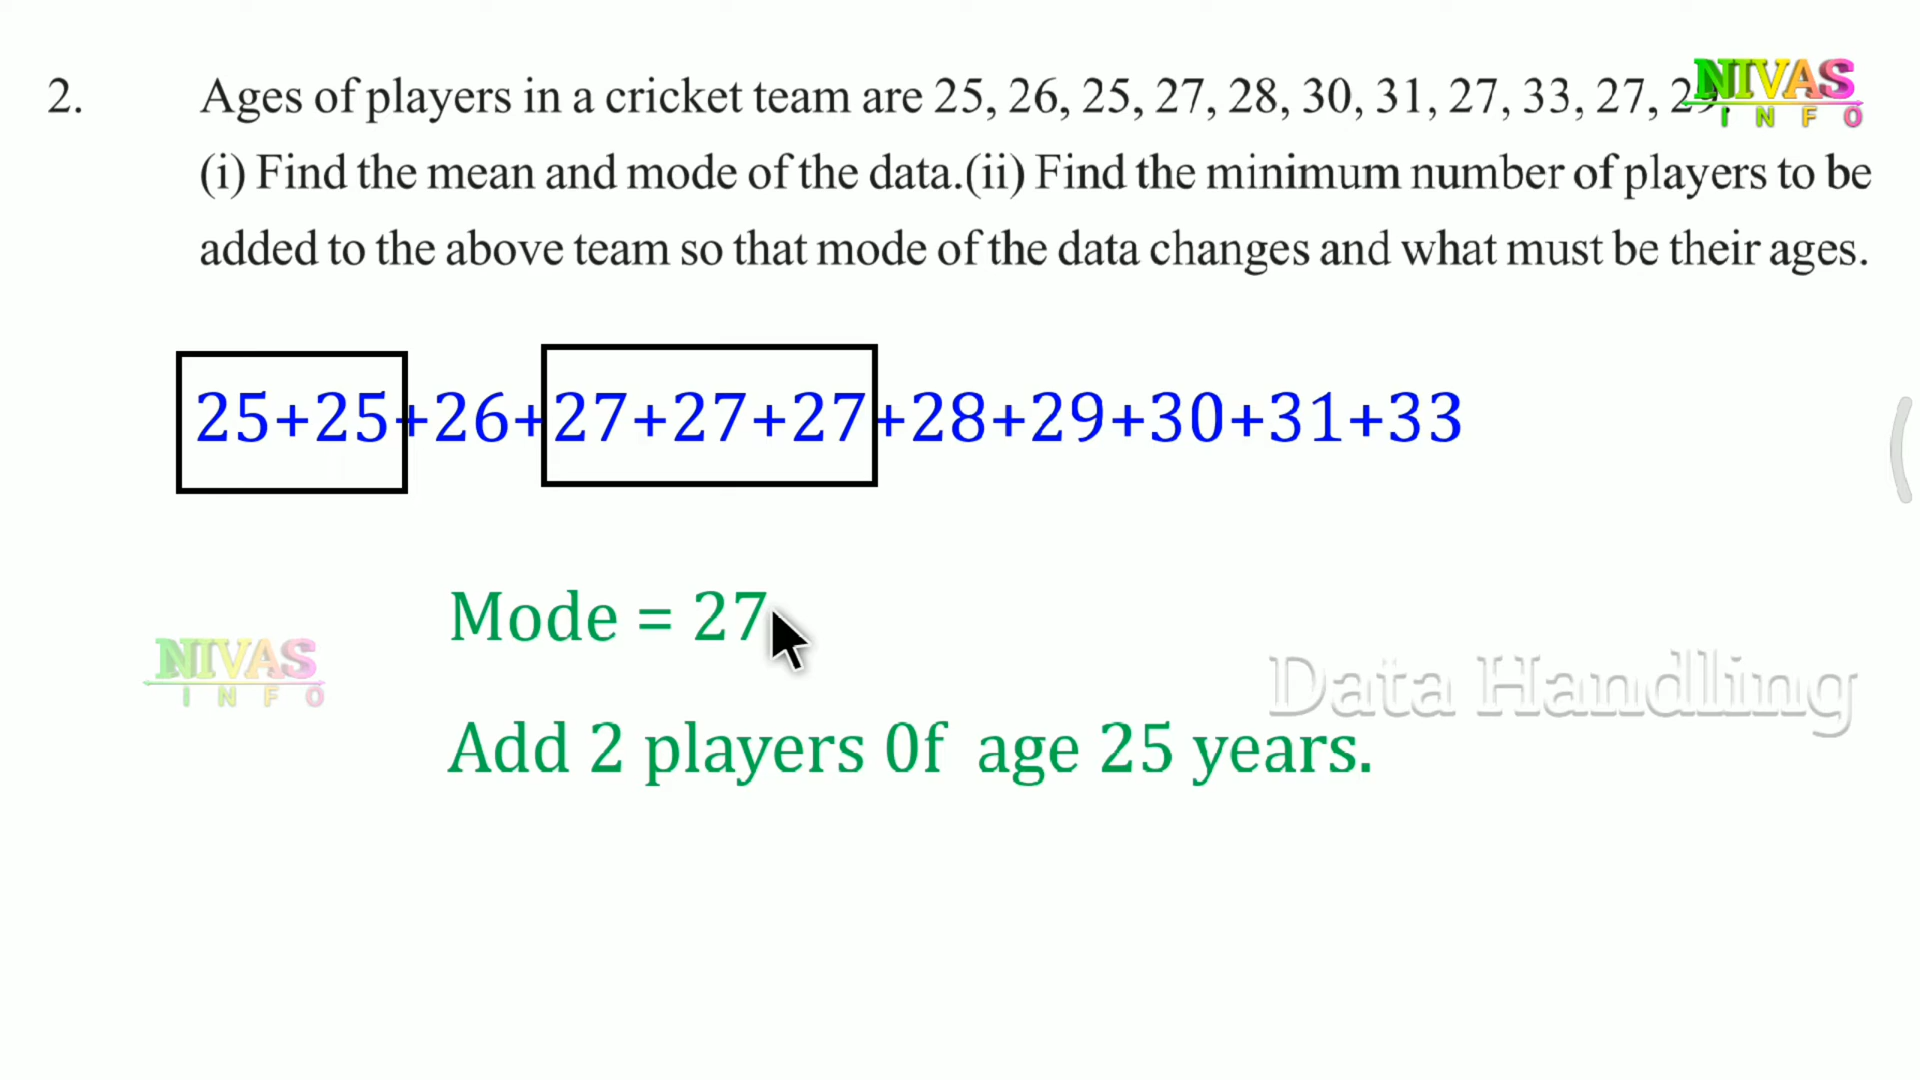 2. Ages of players in a cricket team are 25, 26, 25, 27, 28, 30, 31, 27, 33, 27, 29.
NIVAS
INFO
(i) Find the mean and mode of the data.(ii) Find the minimum number of players to be
added to the above team so that mode of the data changes and what must be their ages.
25+25+26+27+27+27+28+29+30+31+33
Mode = 27
NIVAS
INFO
Data Handling
Add 2 players 0f age 25 years.